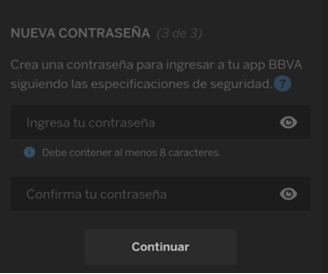 NUEVA CONTRASEÑA (3 de 3)
Crea una contraseña para ingresar a tu app BBVA
siguiendo las especificaciones de seguridad. ?
Ingresa tu contraseña
i Debe contener al menos 8 caracteres.
Confirma tu contraseña
Continuar